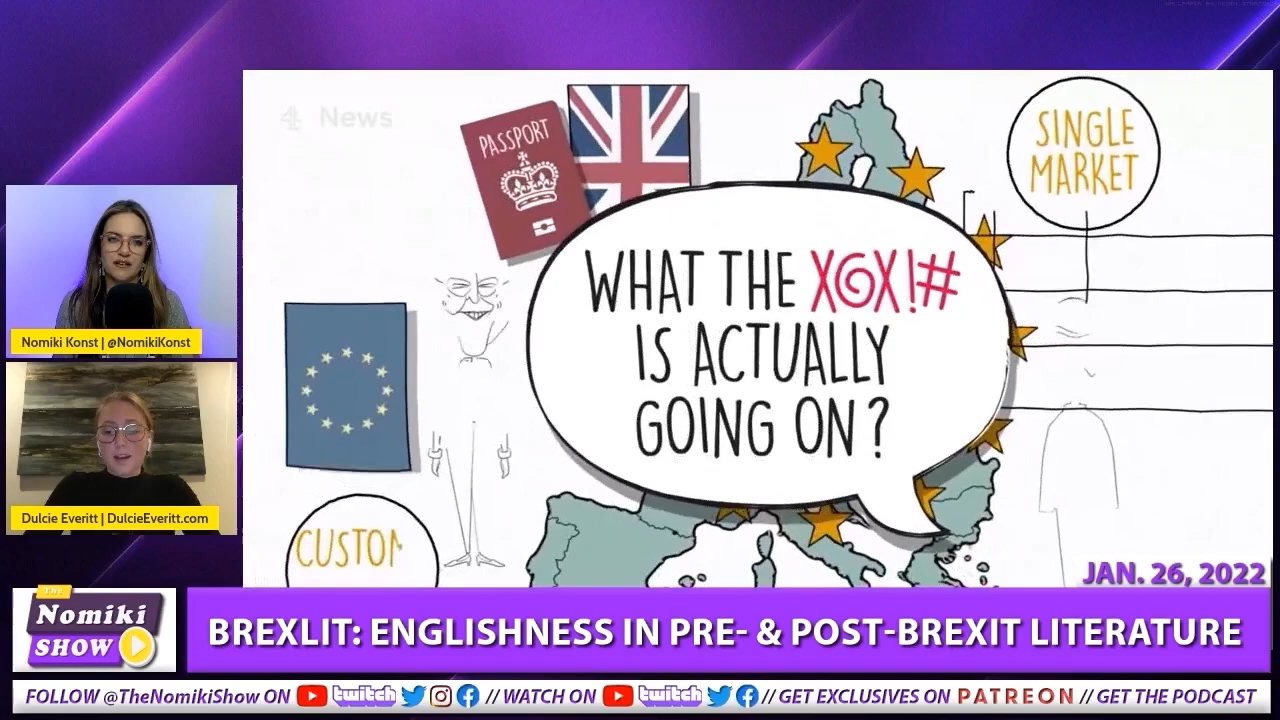 News
PASSPORT
SINGLE
MARKET
WHAT THE X@X!#
IS ACTUALLY
GOING ON?
Nomiki Konst | @NomikiKonst
Dulcie Everitt | DulcieEveritt.com
CUSTOM
JAN. 26, 2022
The
Nomiki
SHOW
BREXLIT: ENGLISHNESS IN PRE- & POST-BREXIT LITERATURE
FOLLOW @TheNomikiShow ON twitch // WATCH ON twitch // GET EXCLUSIVES ON PATREON // GET THE PODCAST